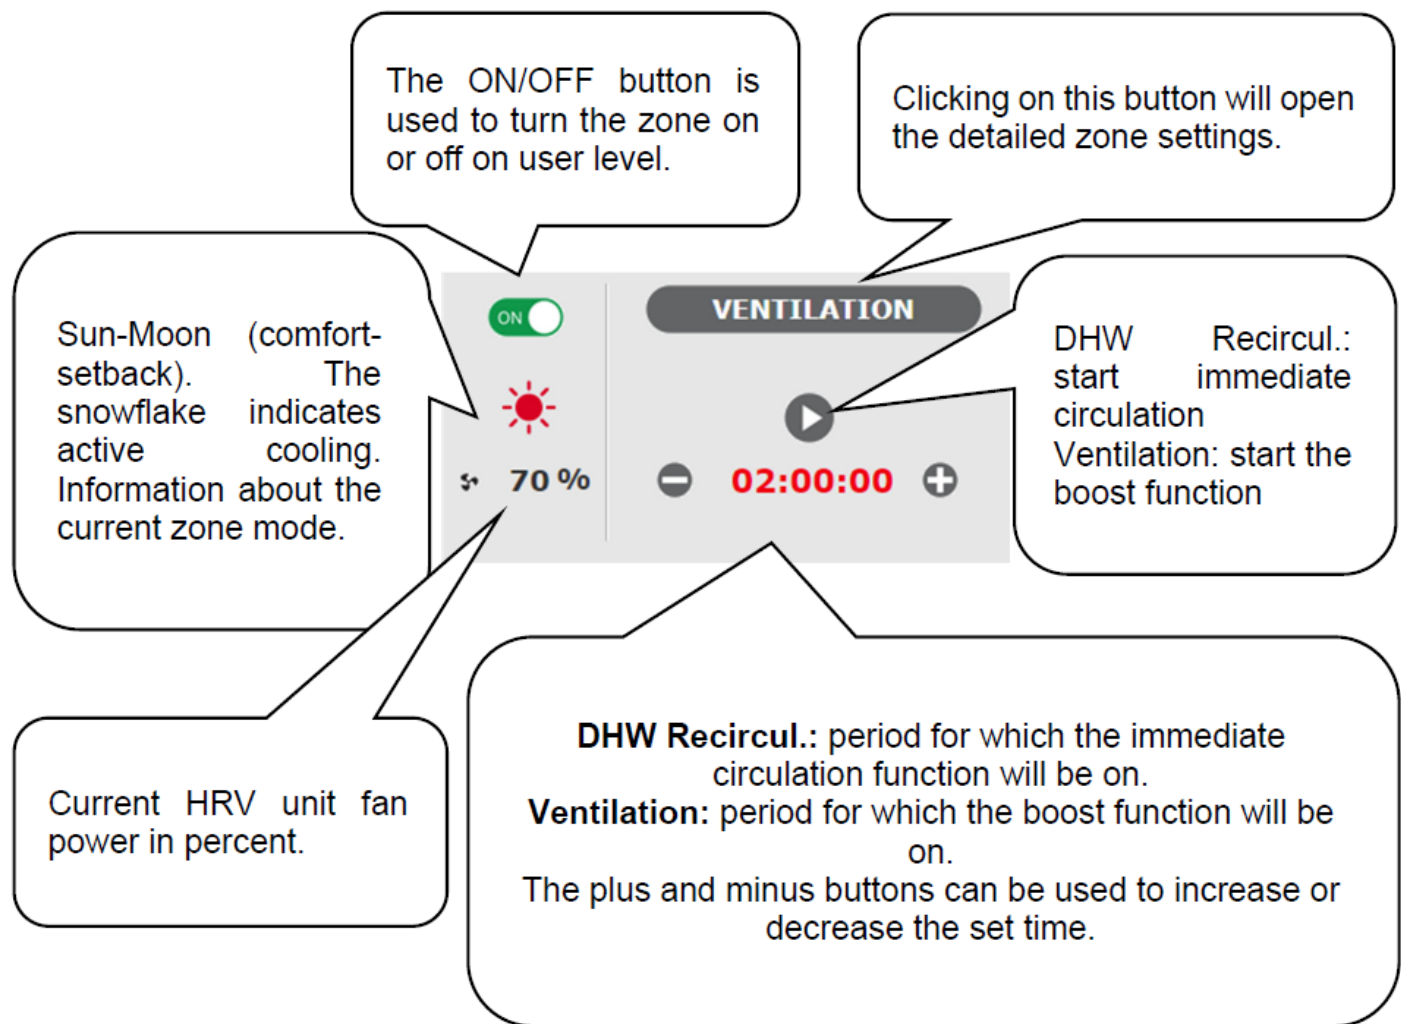 The ON/OFF button is
used to turn the zone on
or off on user level.
Clicking on this button will open
the detailed zone settings.
Sun-Moon (comfort-
setback). The
snowflake indicates
active cooling.
Information about the
current zone mode.
ON
VENTILATION
70 %
02:00:00
DHW Recircul.:
start immediate
circulation
Ventilation: start the
boost function
Current HRV unit fan
power in percent.
DHW Recircul.: period for which the immediate
circulation function will be on.
Ventilation: period for which the boost function will be
on.
The plus and minus buttons can be used to increase or
decrease the set time.